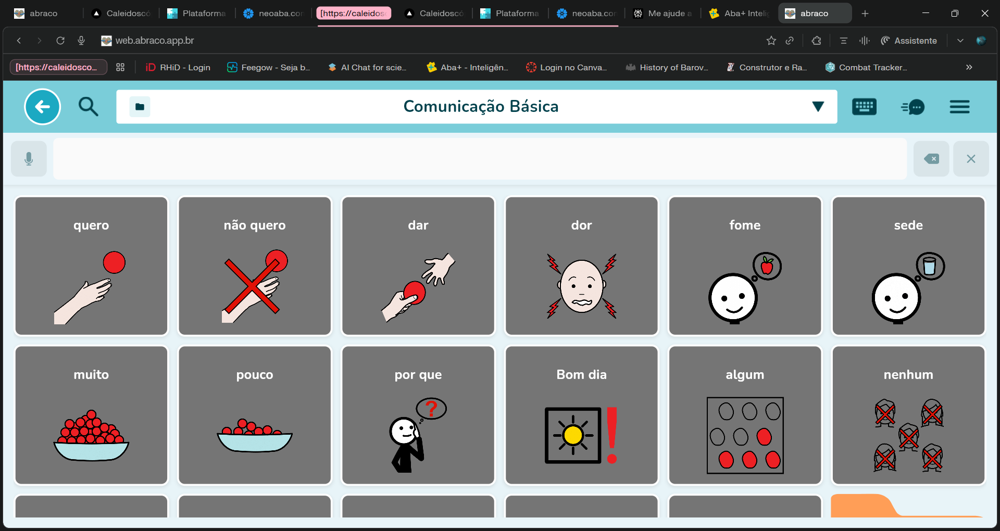 abraco
Caleidoscó
Plataforma
neoaba.con
[https://caleidosc
Caleidoscó
Plataforma
neoaba.con
Me ajude a
Aba+ Intelig
abraco
web.abraco.app.br
Assistente
[https://caleidosco...
RHiD - Login
Feegow - Seja b...
AI Chat for scie...
Aba+ - Inteligên...
Login no Canva...
History of Barov...
Construtor e Ra...
Combat Tracker...
Comunicação Básica
quero
não quero
dar
dor
fome
sede
muito
pouco
por que
Bom dia
algum
nenhum